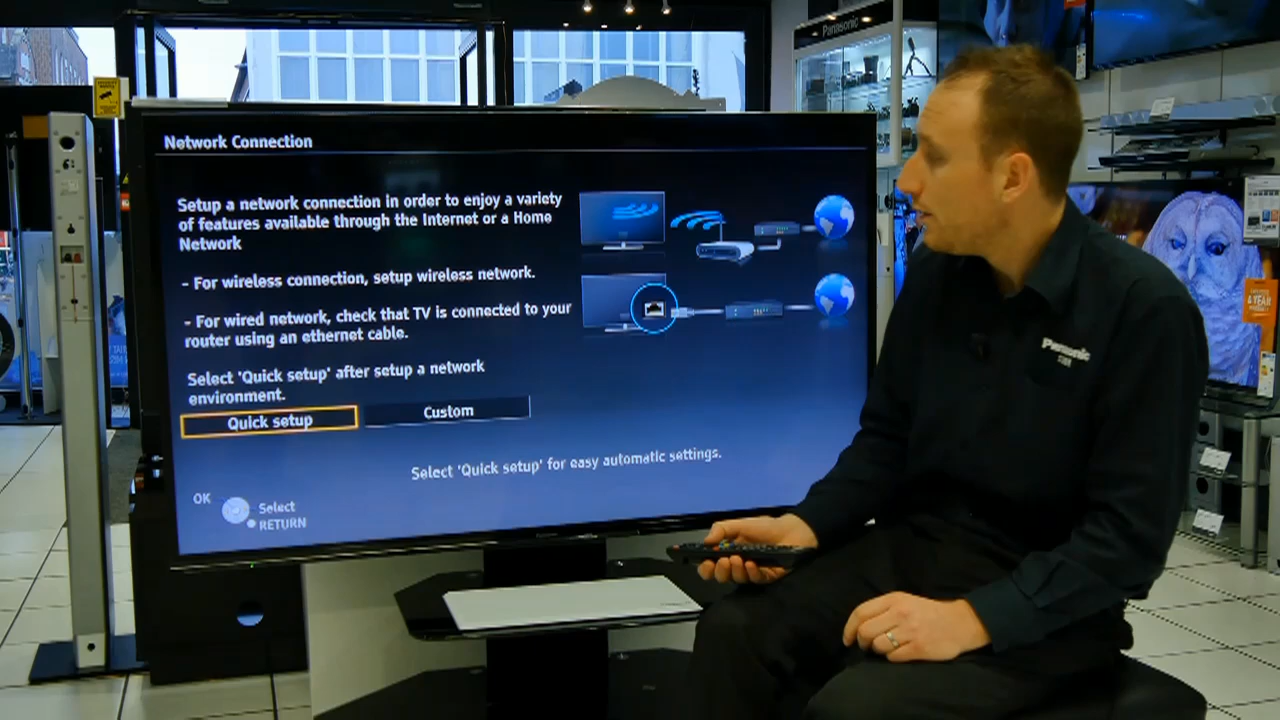 Panasonic
Network Connection
Setup a network connection in order to enjoy a variety
of features available through the Internet or a Home
Network
- For wireless connection, setup wireless network.
- For wired network, check that TV is connected to your
router using an ethernet cable.
Select 'Quick setup' after setup a network
environment.
Quick setup
Custom
Select 'Quick setup' for easy automatic settings.
OK
Select
RETURN
Panasonic